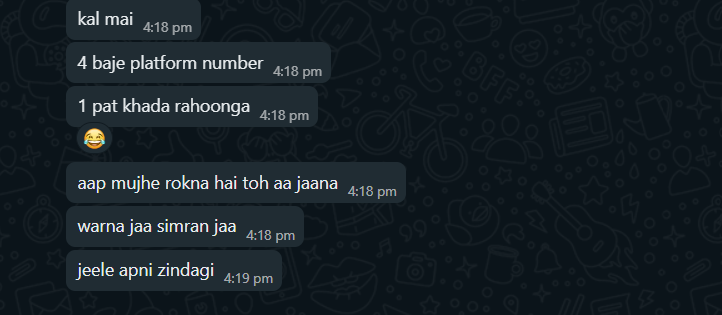 kal mai 4:18 pm
4 baje platform number 4:18 pm
1 pat khada rahoonga 4:18 pm
😂
aap mujhe rokna hai toh aa jaana 4:18 pm
warna jaa simran jaa 4:18 pm
jeele apni zindagi 4:19 pm